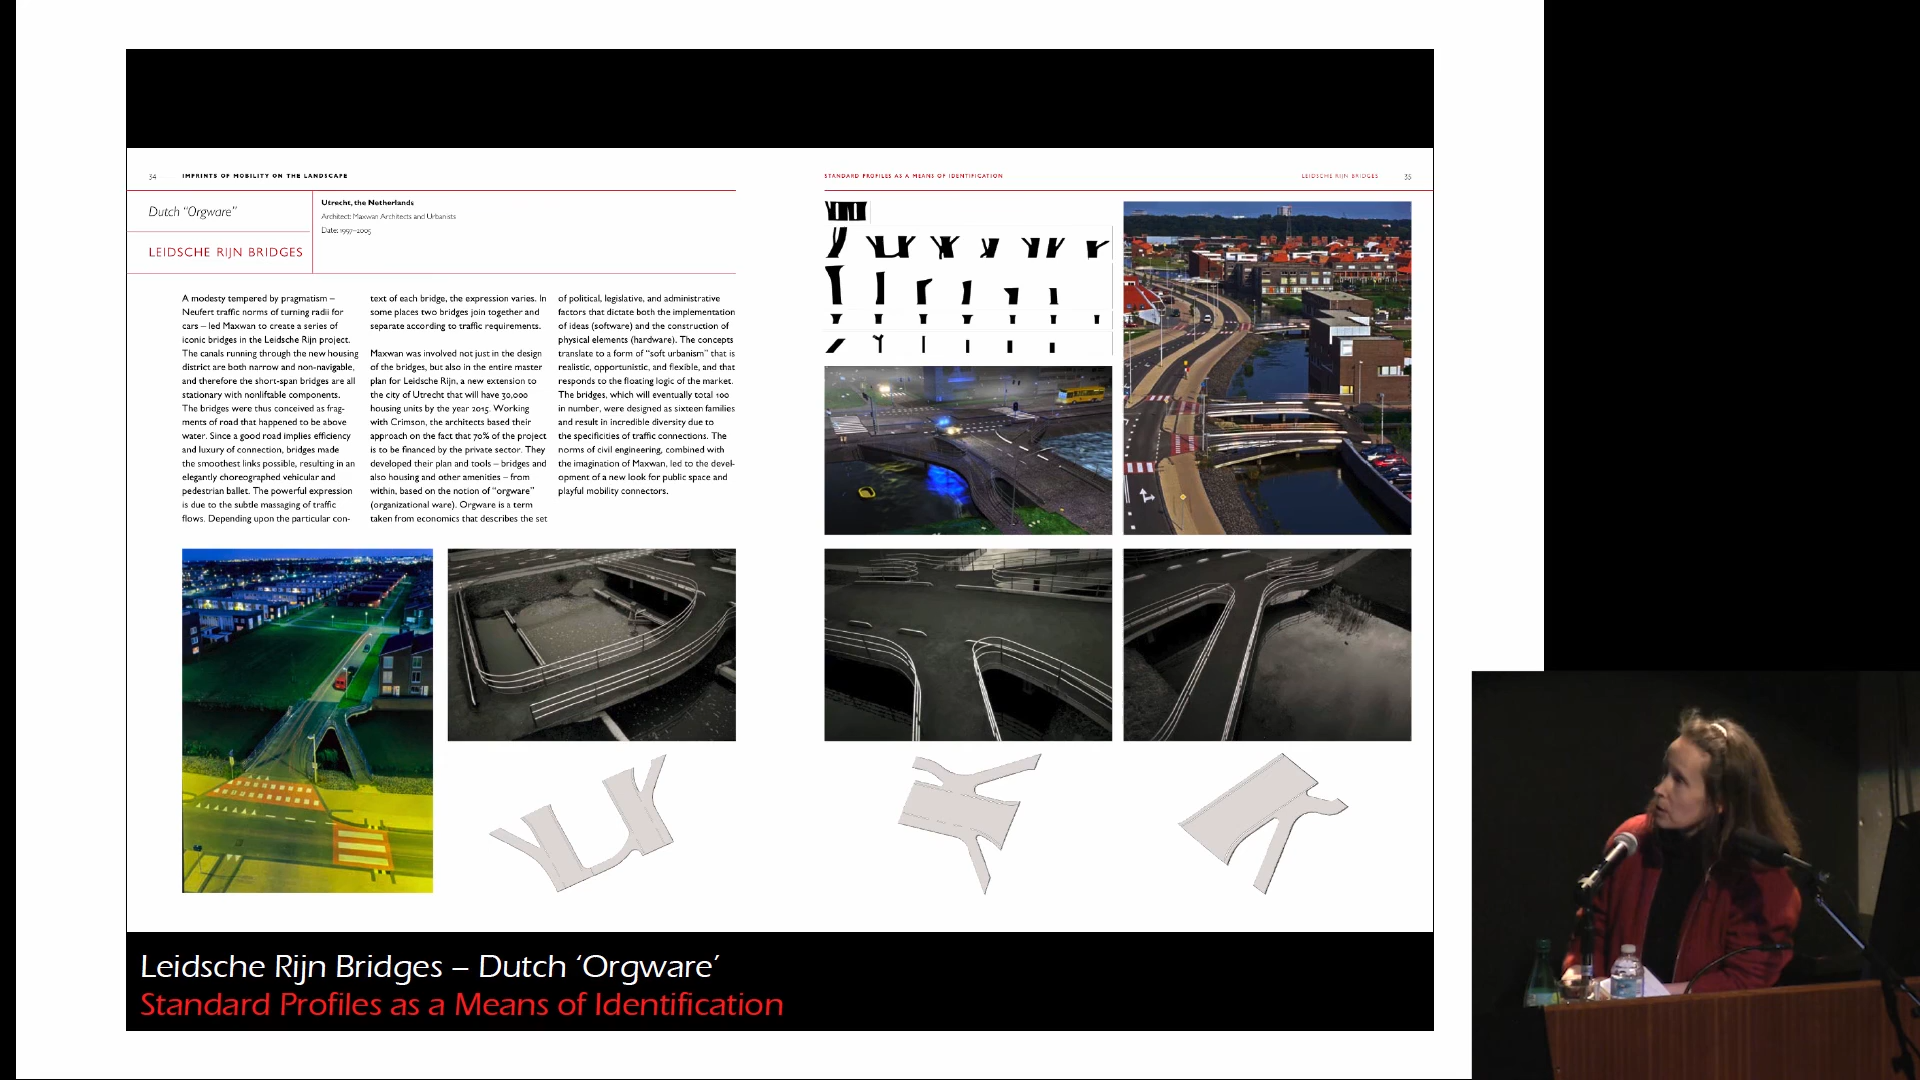 34 IMPRINTS OF MOBILITY ON THE LANDSCAPE
Dutch “Orgware”
LEIDSCHE RIJN BRIDGES
Utrecht, the Netherlands
Architect: Maxwan Architects and Urbanists
Date: 1997–2005
A modesty tempered by pragmatism –
Neufert traffic norms of turning radii for
cars – led Maxwan to create a series of
iconic bridges in the Leidsche Rijn project.
The canals running through the new housing
district are both narrow and non-navigable,
and therefore the short-span bridges are all
stationary with nonliftable components.
The bridges were thus conceived as frag-
ments of road that happened to be above
water. Since a good road implies efficiency
and luxury of connection, bridges made
the smoothest links possible, resulting in an
elegantly choreographed vehicular and
pedestrian ballet. The powerful expression
is due to the subtle massaging of traffic
flows. Depending upon the particular con-
text of each bridge, the expression varies. In
some places two bridges join together and
separate according to traffic requirements.
Maxwan was involved not just in the design
of the bridges, but also in the entire master
plan for Leidsche Rijn, a new extension to
the city of Utrecht that will have 30,000
housing units by the year 2015. Working
with Crimson, the architects based their
approach on the fact that 70% of the project
is to be financed by the private sector. They
developed their plan and tools – bridges and
also housing and other amenities – from
within, based on the notion of “orgware”
(organizational ware). Orgware is a term
taken from economics that describes the set
of political, legislative, and administrative
factors that dictate both the implementation
of ideas (software) and the construction of
physical elements (hardware). The concepts
translate to a form of “soft urbanism” that is
realistic, opportunistic, and flexible, and that
responds to the floating logic of the market.
The bridges, which will eventually total 100
in number, were designed as sixteen families
and result in incredible diversity due to
the specificities of traffic connections. The
norms of civil engineering, combined with
the imagination of Maxwan, led to the devel-
opment of a new look for public space and
playful mobility connectors.
STANDARD PROFILES AS A MEANS OF IDENTIFICATION
LEIDSCHE RIJN BRIDGES 35
Leidsche Rijn Bridges – Dutch ‘Orgware’
Standard Profiles as a Means of Identification